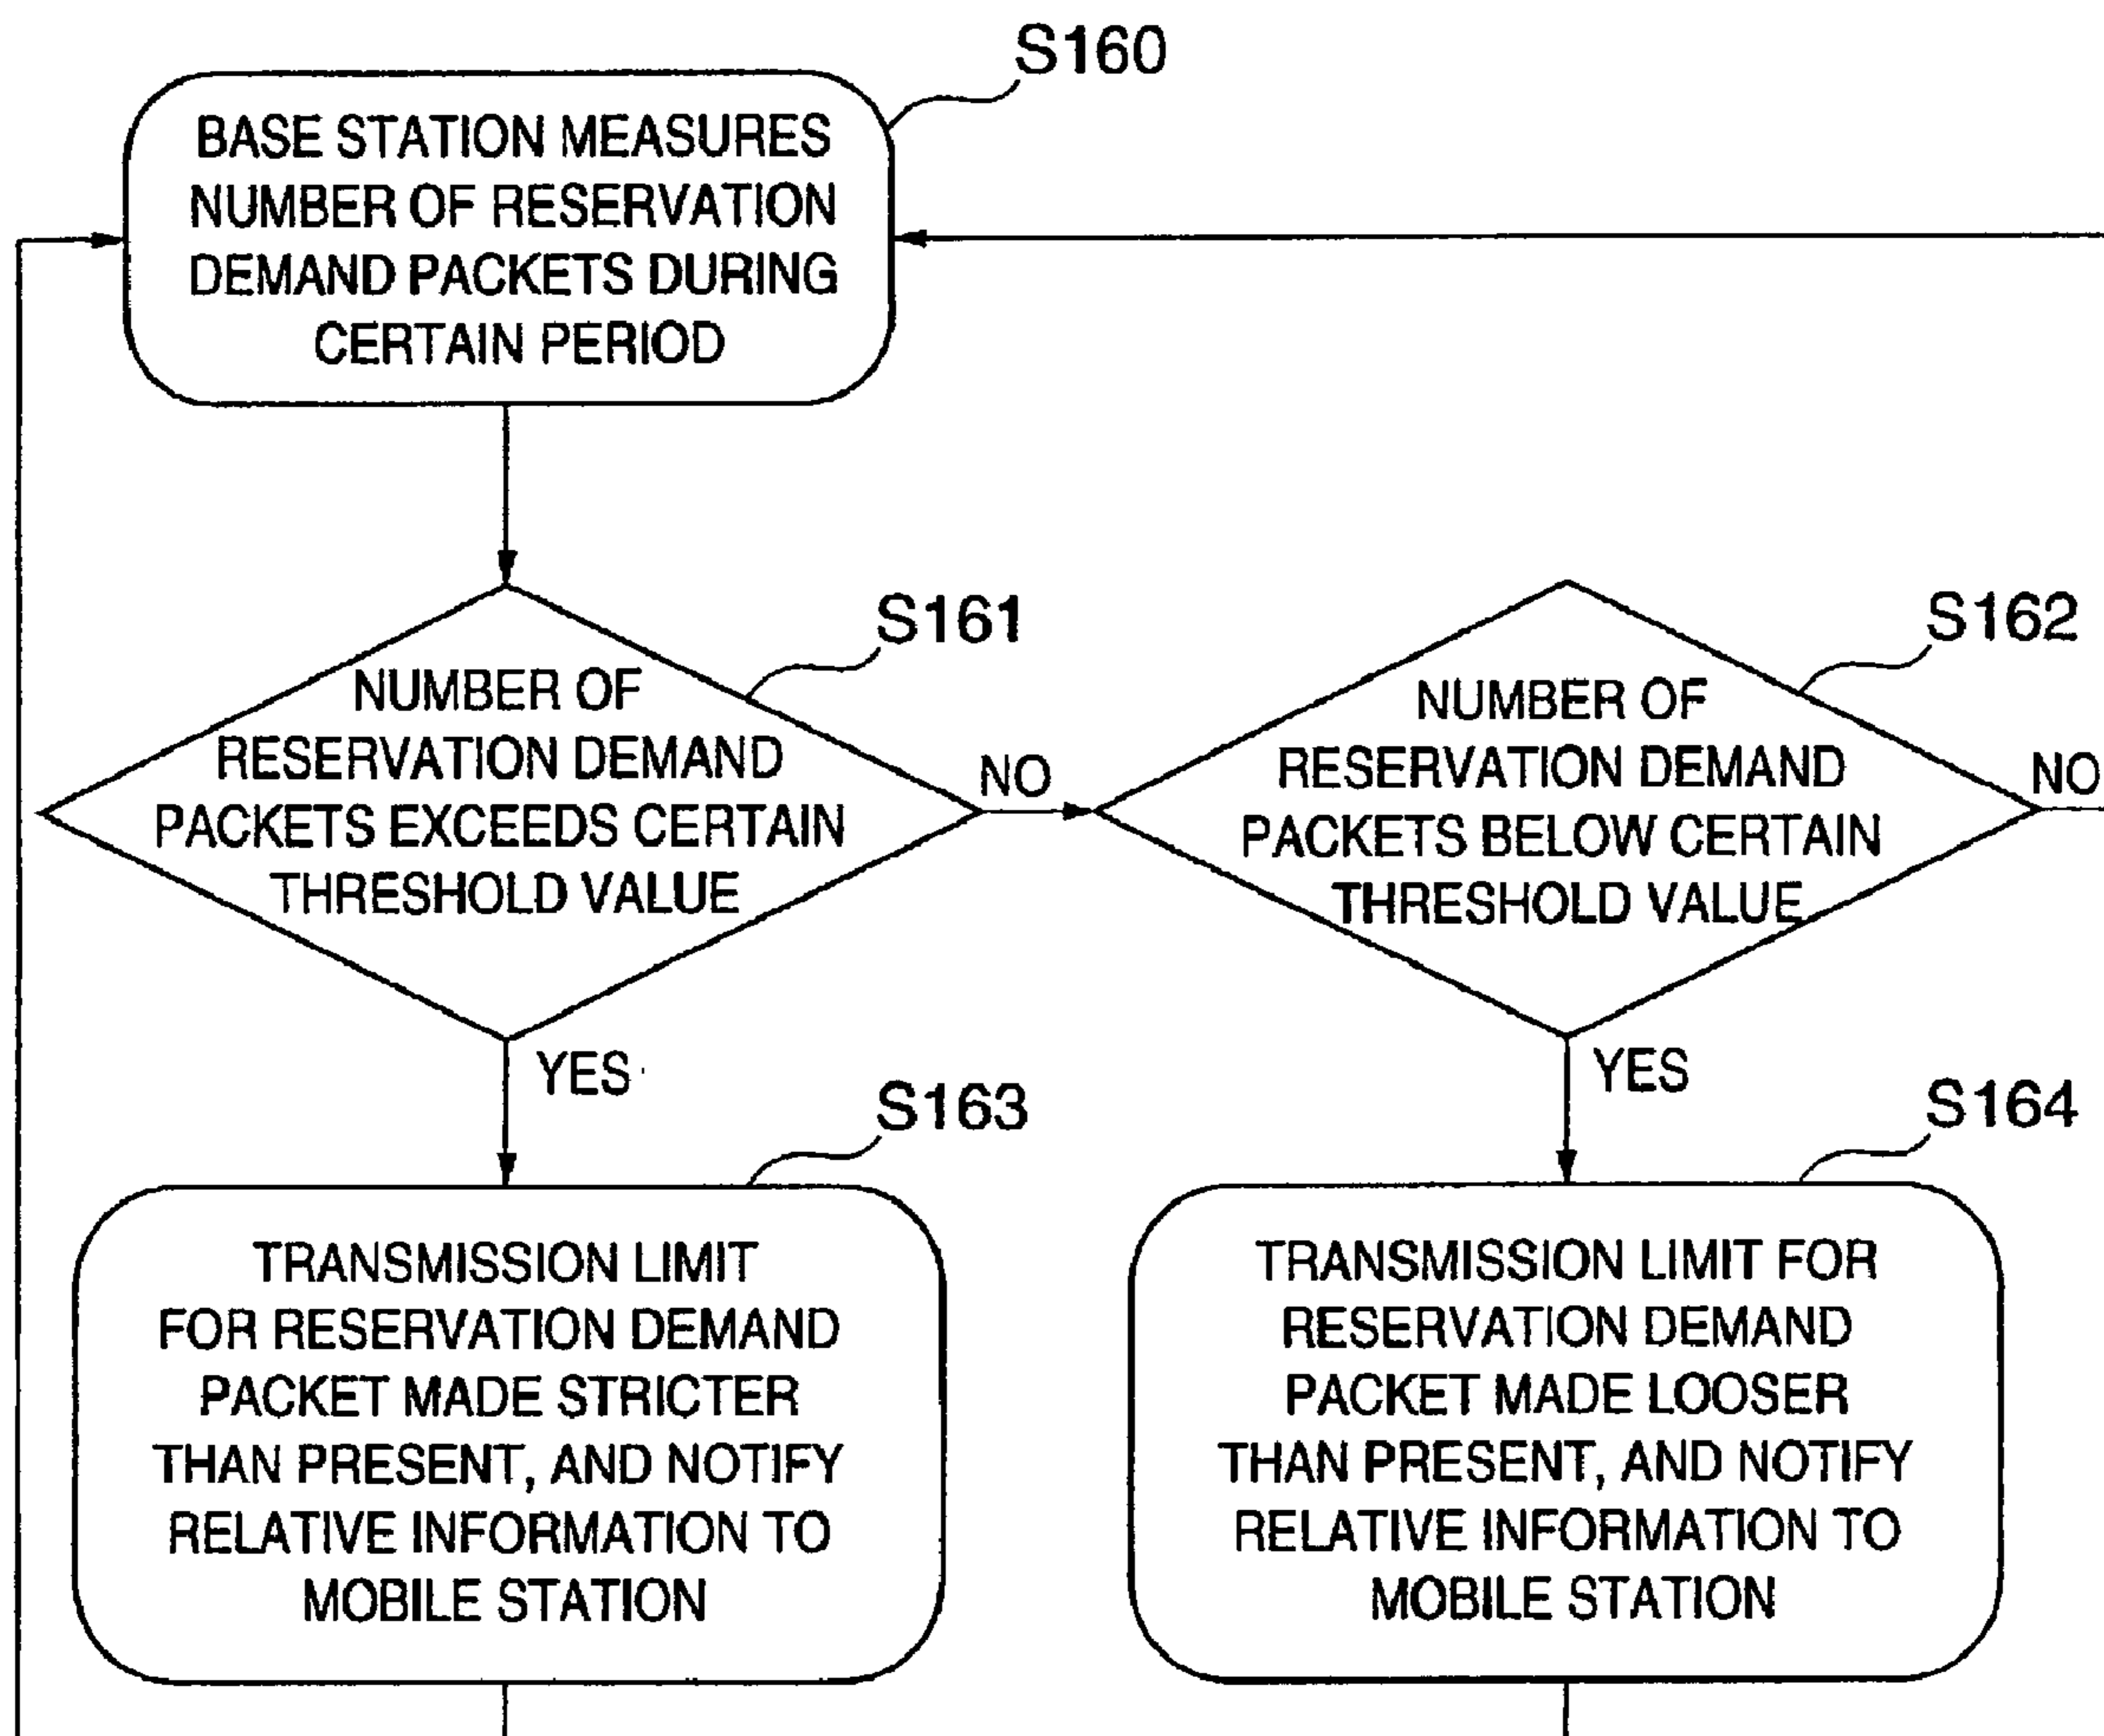 S160
BASE STATION MEASURES
NUMBER OF RESERVATION
DEMAND PACKETS DURING
CERTAIN PERIOD
S161
NUMBER OF
RESERVATION DEMAND
PACKETS EXCEEDS CERTAIN
THRESHOLD VALUE
NO
YES
S162
NUMBER OF
RESERVATION DEMAND
PACKETS BELOW CERTAIN
THRESHOLD VALUE
NO
YES
S163
TRANSMISSION LIMIT
FOR RESERVATION DEMAND
PACKET MADE STRICTER
THAN PRESENT, AND NOTIFY
RELATIVE INFORMATION TO
MOBILE STATION
S164
TRANSMISSION LIMIT FOR
RESERVATION DEMAND
PACKET MADE LOOSER
THAN PRESENT, AND NOTIFY
RELATIVE INFORMATION TO
MOBILE STATION